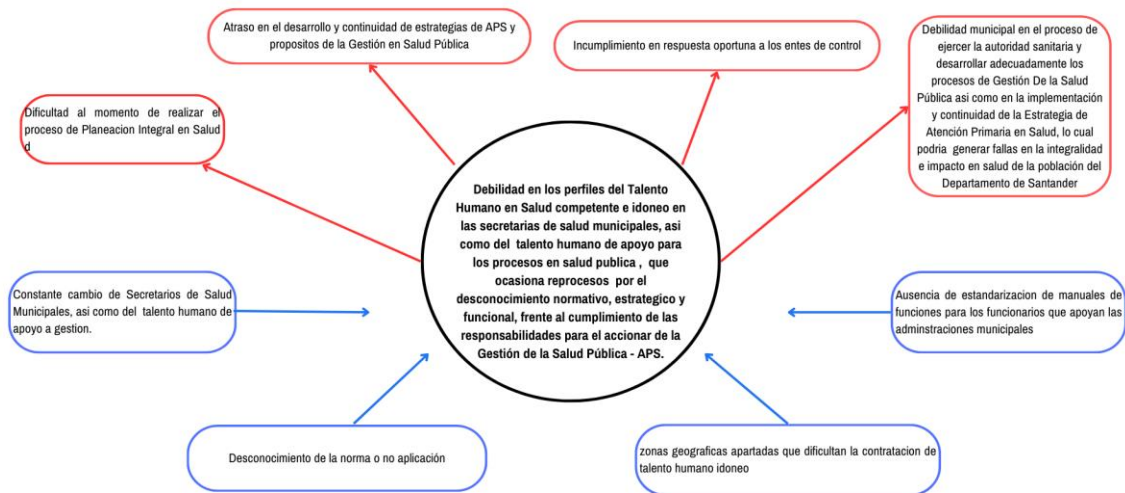 Atraso en el desarrollo y continuidad de estrategias de APS y
propositos de la Gestión en Salud Pública
Incumplimiento en respuesta oportuna a los entes de control
Debilidad municipal en el proceso de
ejercer la autoridad sanitaria y
desarrollar adecuadamente los
procesos de Gestión De la Salud
Pública asi como en la implementación
y continuidad de la Estrategia de
Atención Primaria en Salud, lo cual
podria generar fallas en la integralidad
e impacto en salud de la población del
Departamento de Santander
Dificultad al momento de realizar el
proceso de Planeacion Integral en Salud
d
Debilidad en los perfiles del Talento
Humano en Salud competente e idoneo en
las secretarias de salud municipales, asi
como del talento humano de apoyo para
los procesos en salud publica , que
ocasiona reprocesos por el
desconocimiento normativo, estrategico y
funcional, frente al cumplimiento de las
responsabilidades para el accionar de la
Gestión de la Salud Pública - APS.
Constante cambio de Secretarios de Salud
Municipales, asi como del talento humano de
apoyo a gestion.
Ausencia de estandarizacion de manuales de
funciones para los funcionarios que apoyan las
adminstraciones municipales
Desconocimiento de la norma o no aplicación
zonas geograficas apartadas que dificultan la contratacion de
talento humano idoneo